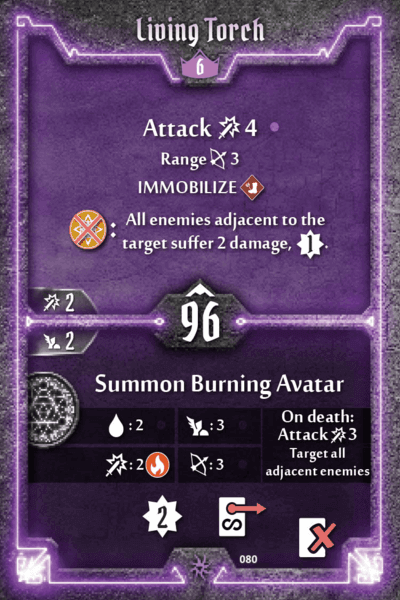 Living Torch
6
Attack 4
Range 3
IMMOBILIZE
: All enemies adjacent to the
target suffer 2 damage, 1.
2
96
2
Summon Burning Avatar
: 2
: 3
On death:
Attack 3
Target all
adjacent enemies
: 2
: 3
2
080